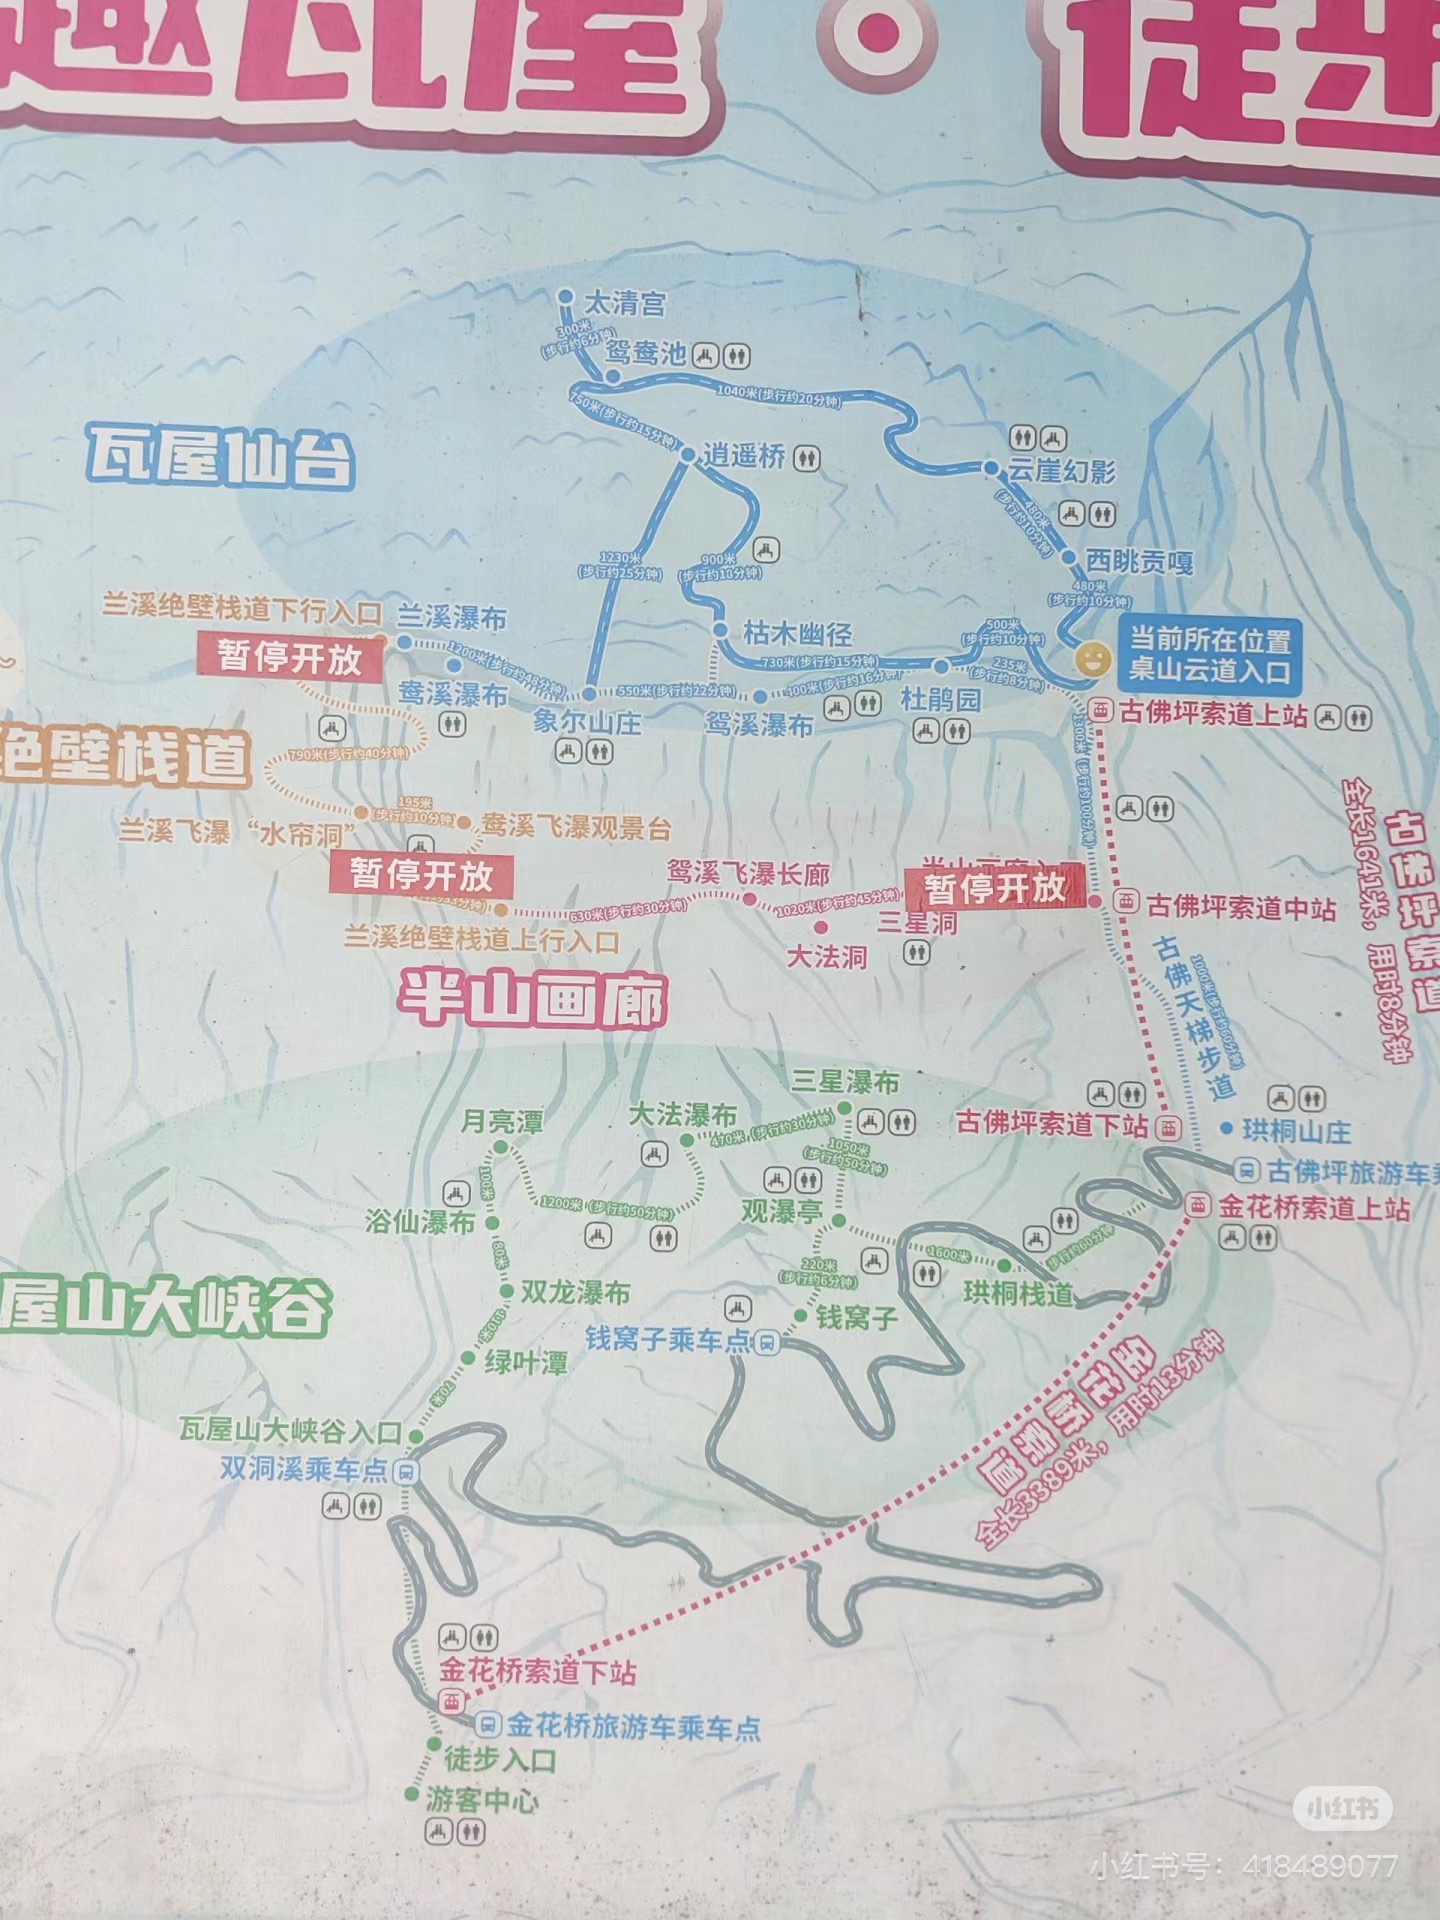 趣瓦屋·徒步
太清宫
300米
(步行约6分钟)
鸳鸯池
1040米(步行约20分钟)
750米(步行约15分钟)
逍遥桥
云崖幻影
瓦屋仙台
480米
(步行约10分钟)
1230米
(步行约25分钟)
900米
(步行约18分钟)
西眺贡嘎
480米
(步行约10分钟)
兰溪绝壁栈道下行入口
兰溪瀑布
暂停开放
枯木幽径
500米
(步行约10分钟)
当前所在位置
桌山云道入口
1200米(步行约48分钟)
730米(步行约15分钟)
235米
(步行约8分钟)
鸯溪瀑布
象尔山庄
550米(步行约22分钟)
鸳溪瀑布
400米(步行约16分钟)
杜鹃园
古佛坪索道上站
1300米(步行约100分钟)
绝壁栈道
790米(步行约40分钟)
195米
(步行约10分钟)
兰溪飞瀑“水帘洞”
鸯溪飞瀑观景台
古佛坪索道
全长1641米，用时8分钟
暂停开放
鸳溪飞瀑长廊
半山画廊入口
暂停开放
630米(步行约30分钟)
1020米(步行约45分钟)
古佛坪索道中站
兰溪绝壁栈道上行入口
大法洞
三星洞
半山画廊
古佛天梯步道
1000米(步行约60分钟)
月亮潭
大法瀑布
三星瀑布
470米(步行约30分钟)
古佛坪索道下站
珙桐山庄
1050米
(步行约50分钟)
古佛坪旅游车乘
100米
1200米(步行约50分钟)
浴仙瀑布
观瀑亭
金花桥索道上站
80米
1600米
步行约60分钟)
220米
(步行约6分钟)
双龙瀑布
珙桐栈道
屋山大峡谷
钱窝子
钱窝子乘车点
绿叶潭
70米
金花桥索道
全长3389米，用时13分钟
瓦屋山大峡谷入口
双洞溪乘车点
金花桥索道下站
金花桥旅游车乘车点
徒步入口
游客中心
小红书
小红书号：418489077